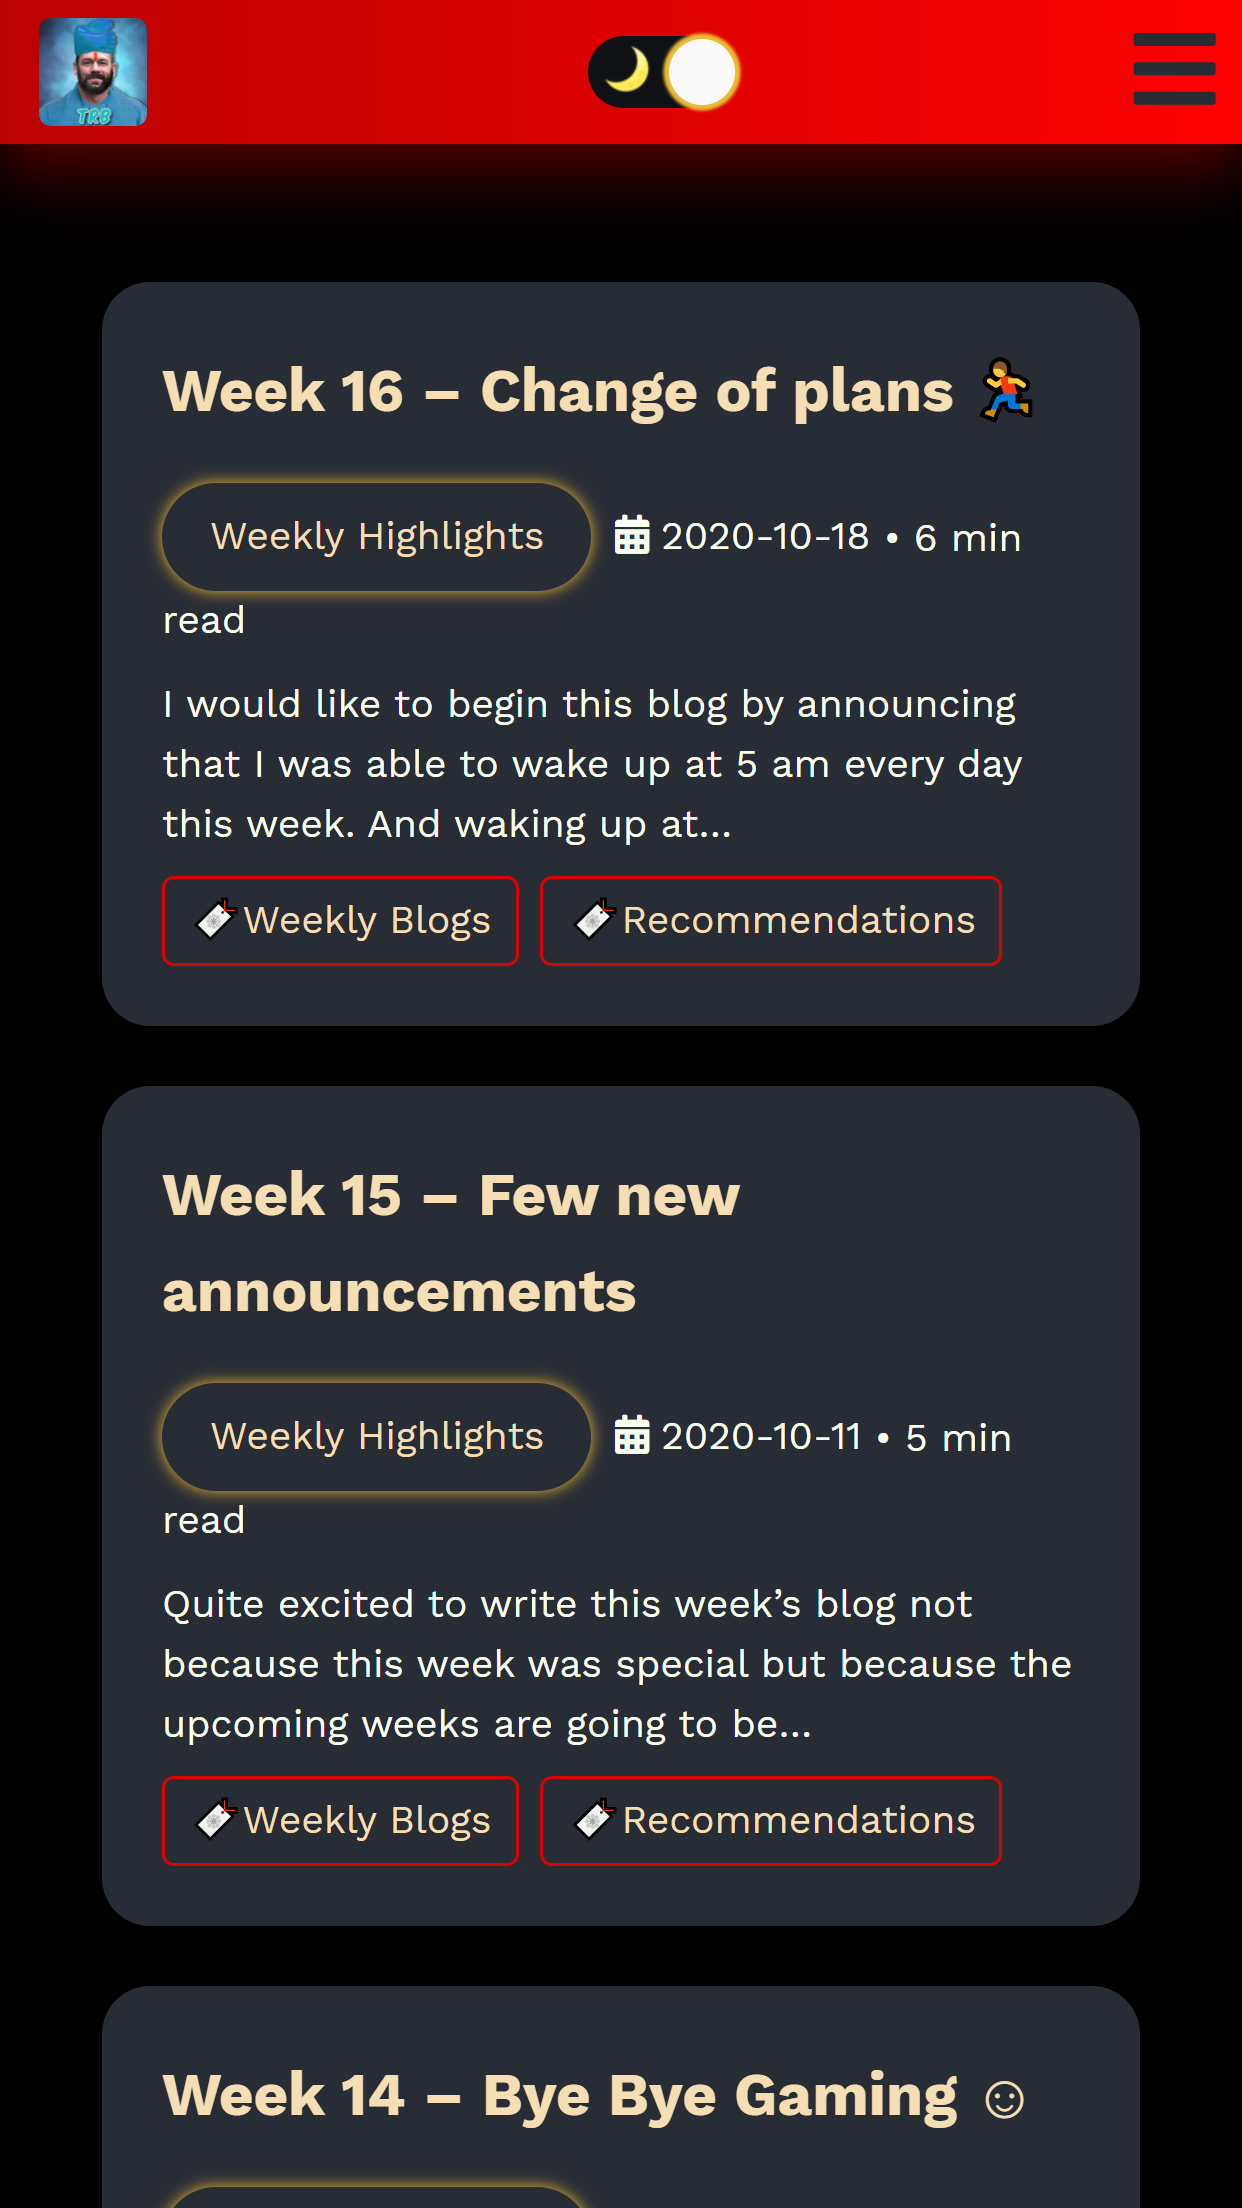 TRB
Week 16 – Change of plans 🏃
Weekly Highlights 2020-10-18 • 6 min
read
I would like to begin this blog by announcing
that I was able to wake up at 5 am every day
this week. And waking up at...
Weekly Blogs Recommendations
Week 15 – Few new
announcements
Weekly Highlights 2020-10-11 • 5 min
read
Quite excited to write this week’s blog not
because this week was special but because the
upcoming weeks are going to be...
Weekly Blogs Recommendations
Week 14 – Bye Bye Gaming ☺